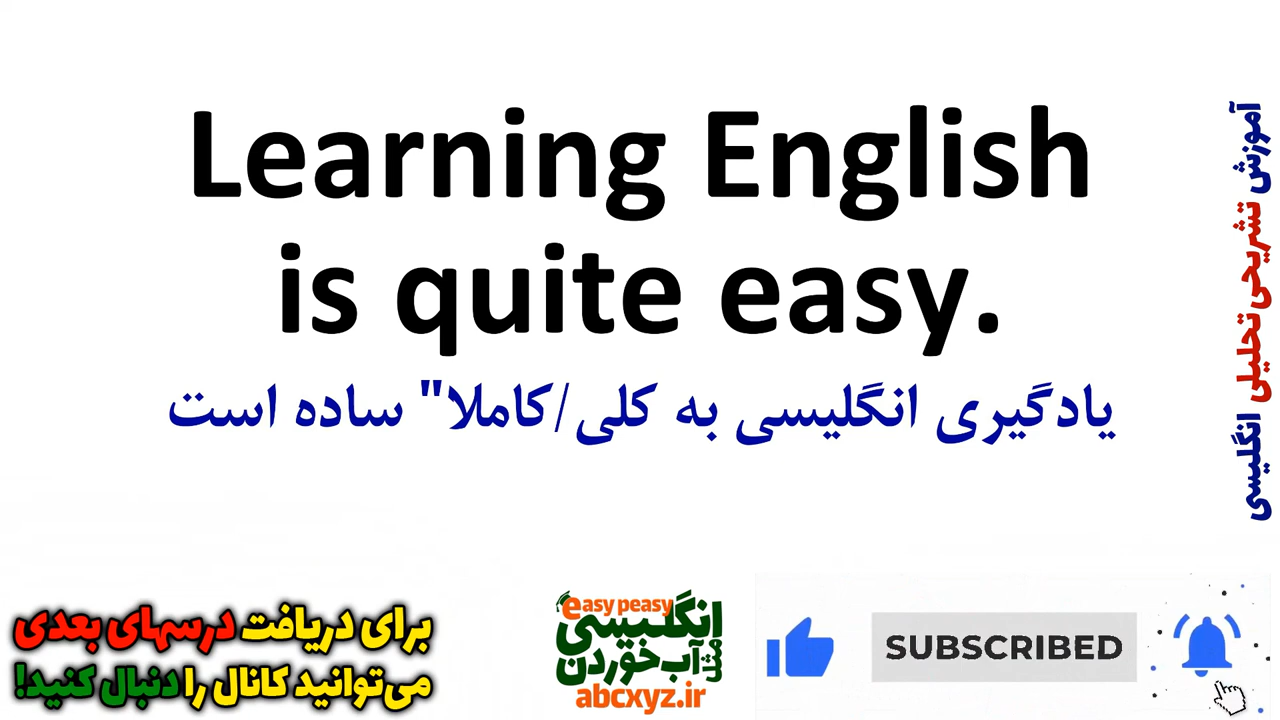 Learning English
is quite easy.
یادگیری انگلیسی به کلی/کاملا" ساده است
آموزش تشریحی تحلیلی انگلیسی
برای دریافت درسهای بعدی
می‌توانید کانال را دنبال کنید!
easy peasy
انگلیسی
مثل آب خوردن
abcxyz.ir
SUBSCRIBED